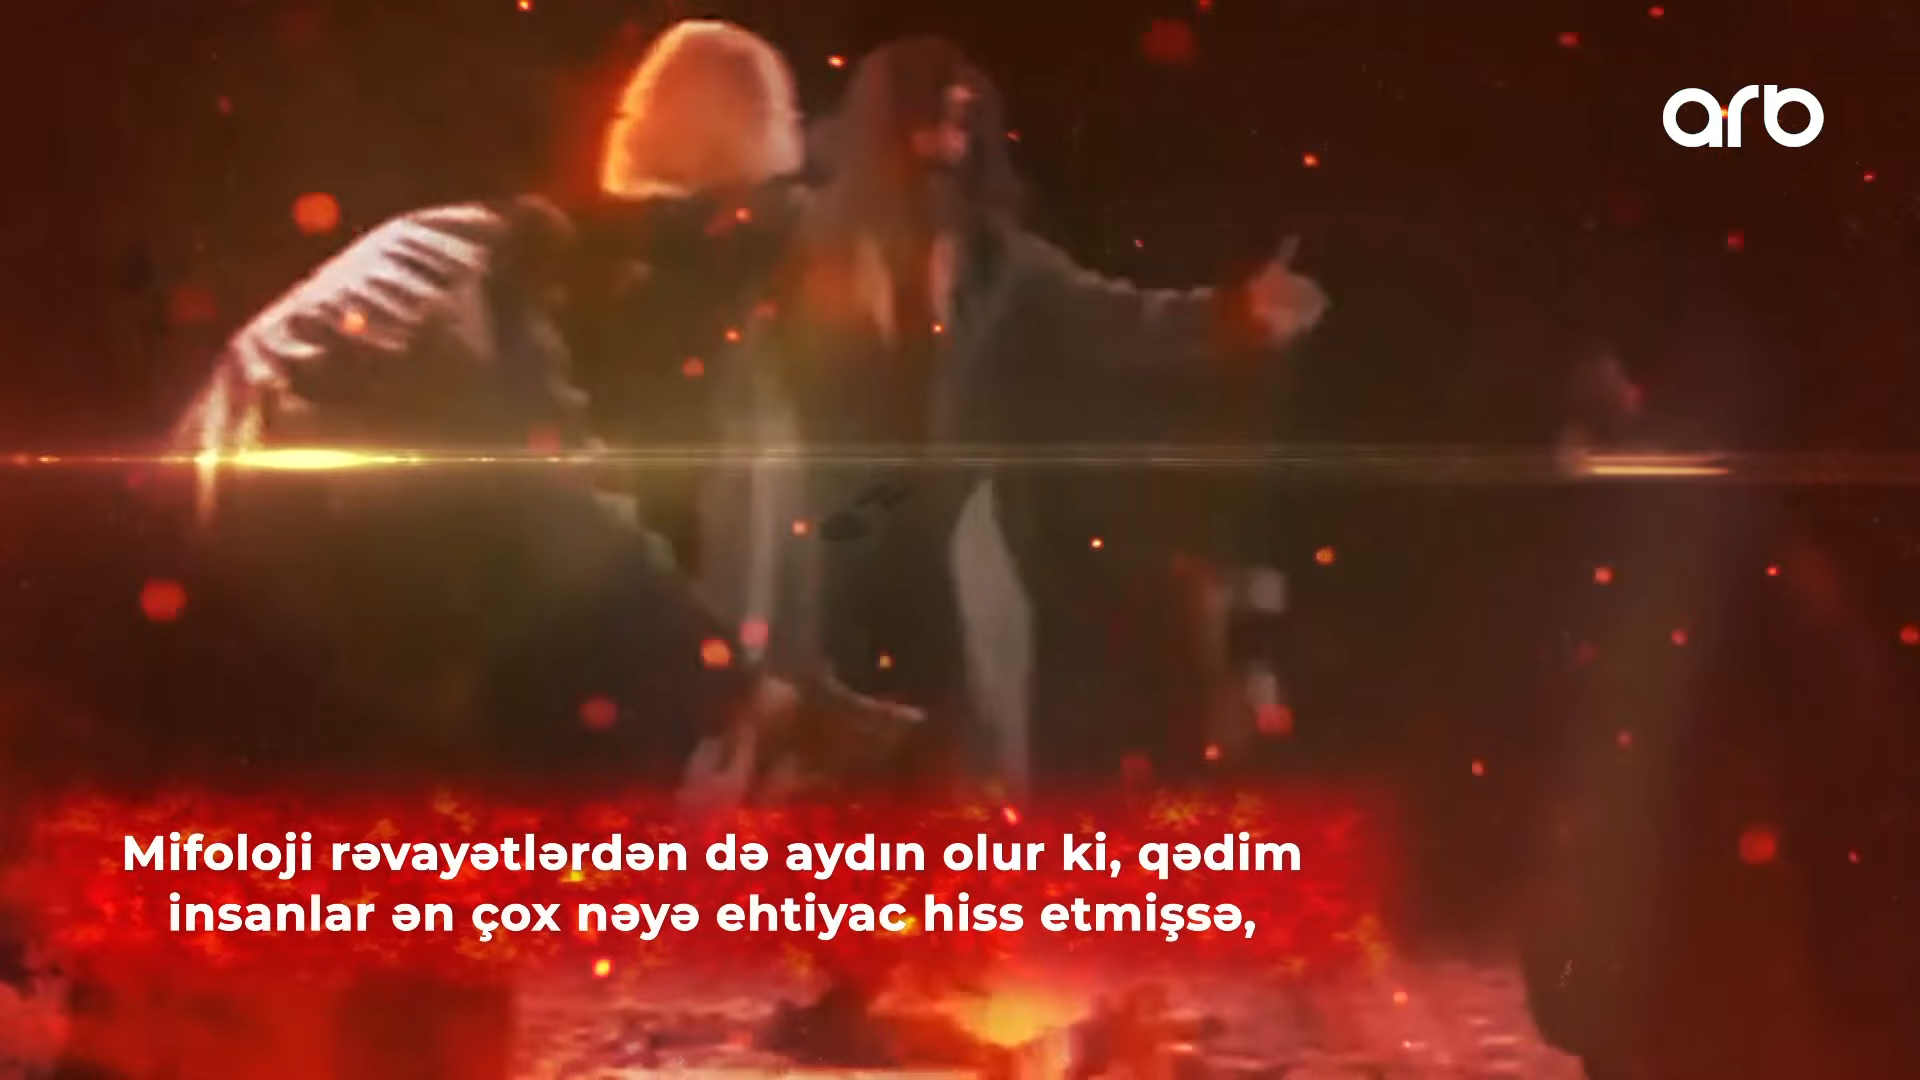 arb
Mifoloji rəvayətlərdən də aydın olur ki, qədim
insanlar ən çox nəyə ehtiyac hiss etmişsə,